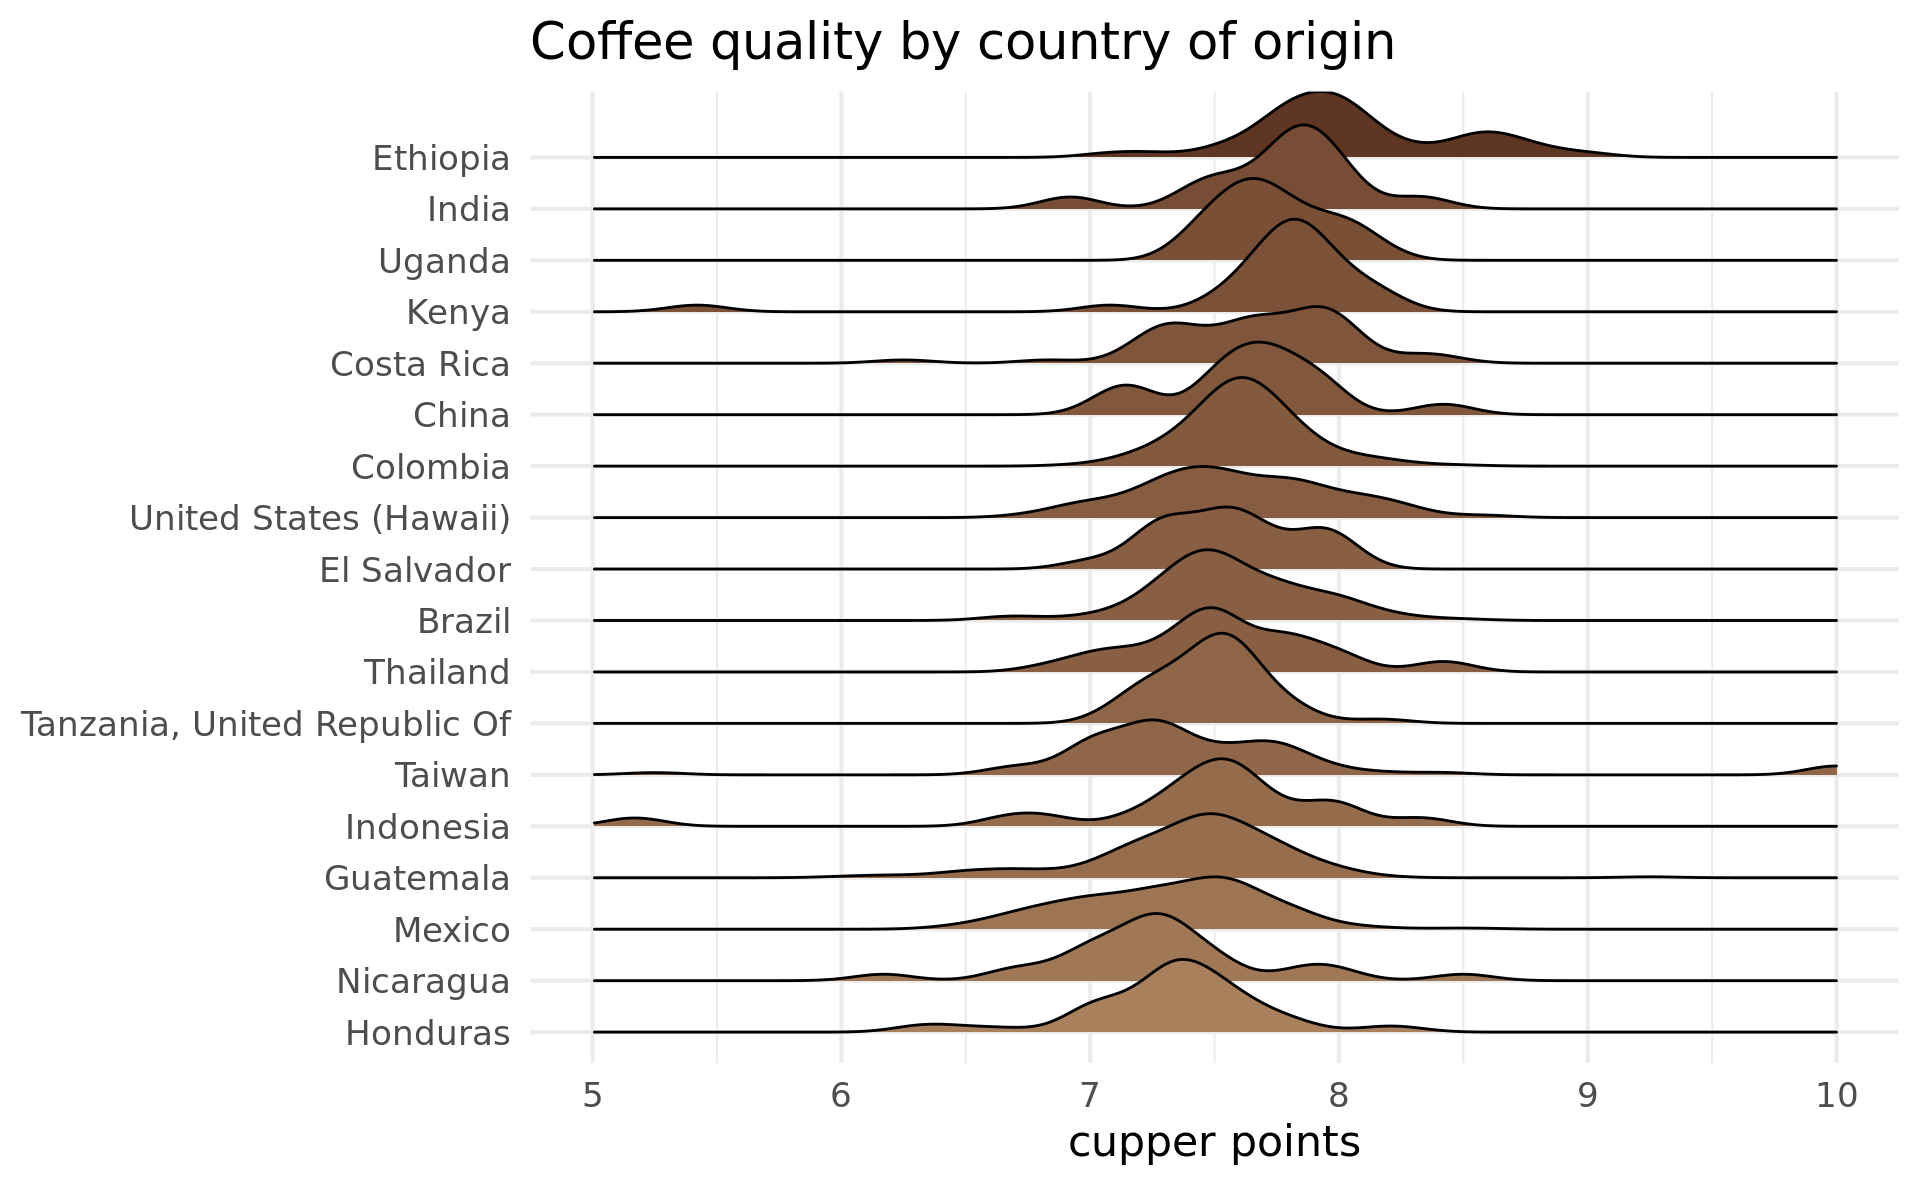 Coffee quality by country of origin
Ethiopia
India
Uganda
Kenya
Costa Rica
China
Colombia
United States (Hawaii)
El Salvador
Brazil
Thailand
Tanzania, United Republic Of
Taiwan
Indonesia
Guatemala
Mexico
Nicaragua
Honduras
5 6 7 8 9 10
cupper points